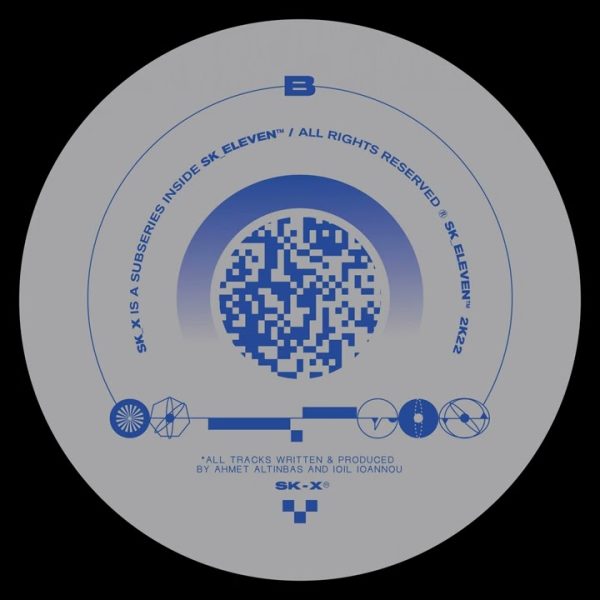 B
SK_X IS A SUBSERIES INSIDE SK_ELEVEN™ / ALL RIGHTS RESERVED ® SK_ELEVEN™ 2K22
*ALL TRACKS WRITTEN & PRODUCED
BY AHMET ALTINBAS AND IOIL IOANNOU
SK-X®